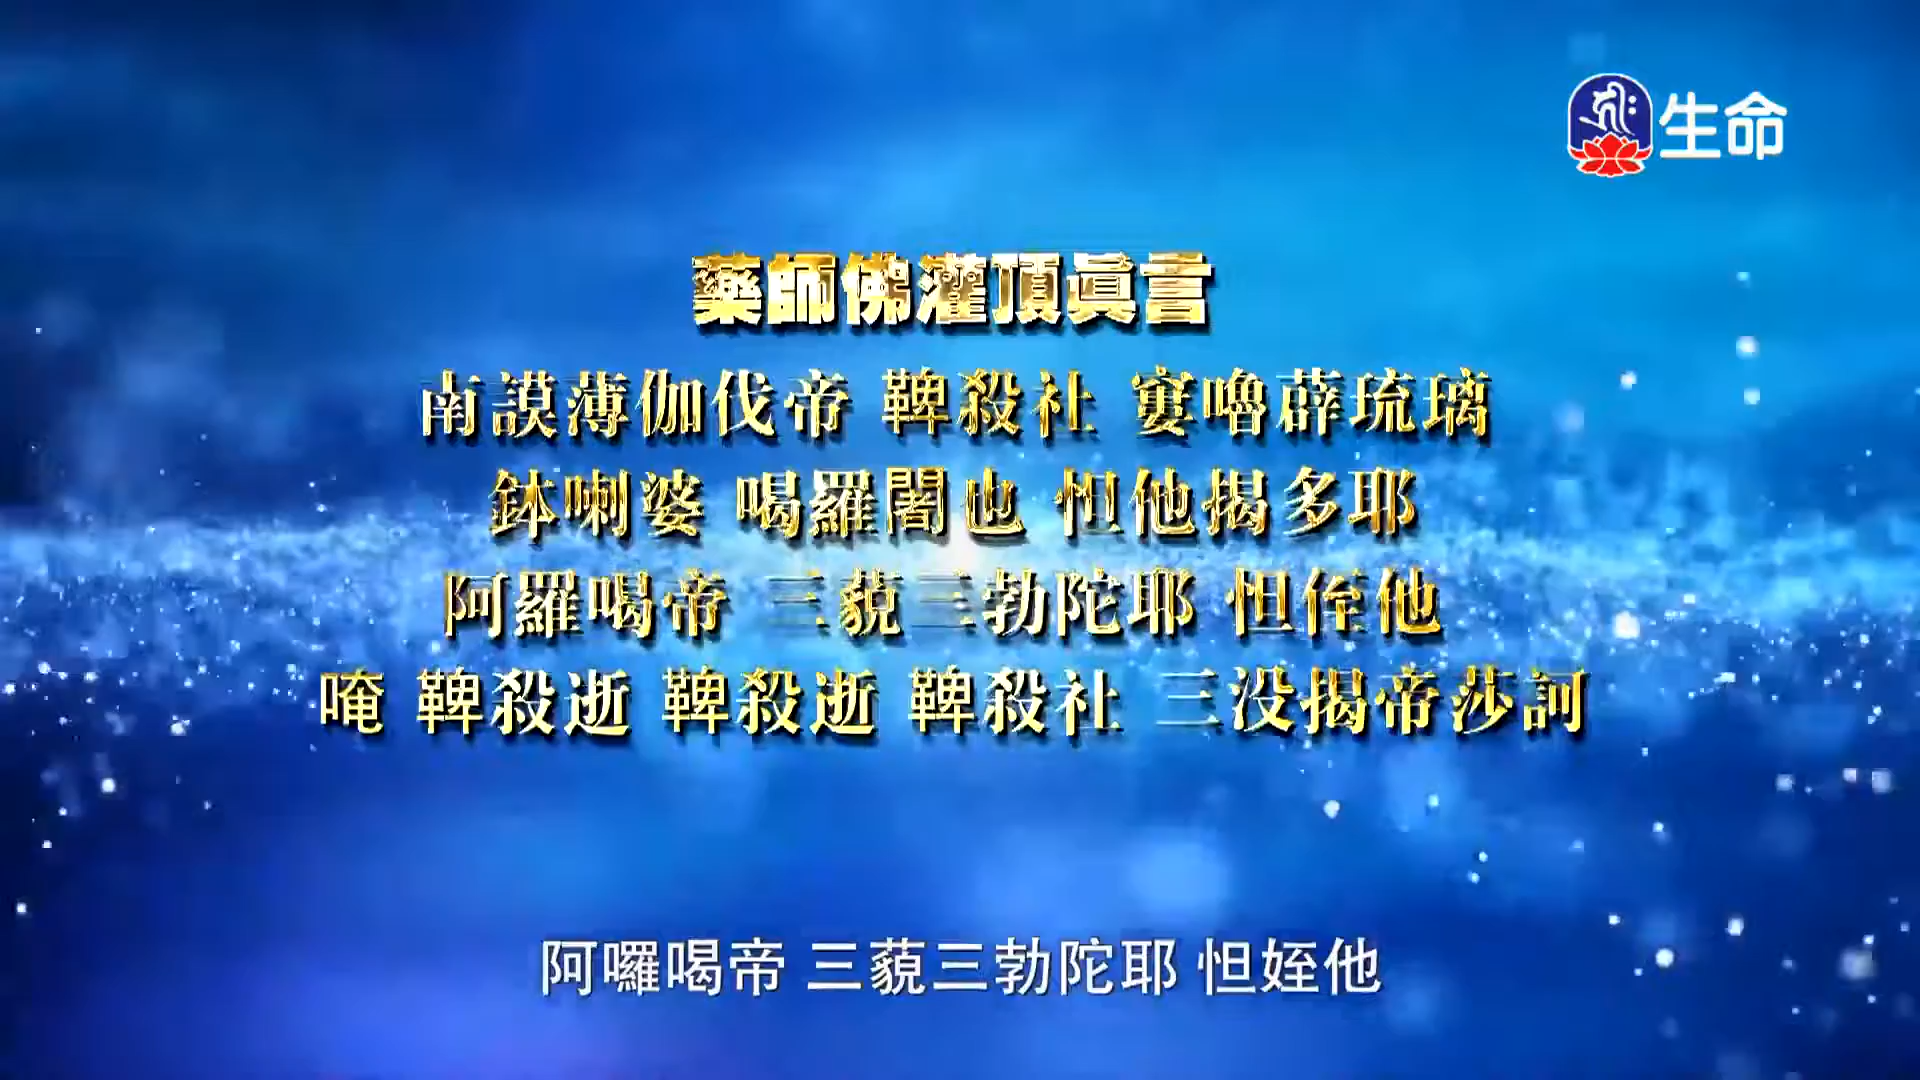 生命
藥師佛灌頂眞言
南謨薄伽伐帝 鞞殺社 窶嚕薜琉璃
鉢喇婆 喝羅闍也 怛他揭多耶
阿羅喝帝 三藐三勃陀耶 怛侄他
唵 鞞殺逝 鞞殺逝 鞞殺社 三没揭帝莎訶
阿囉喝帝 三藐三勃陀耶 怛姪他